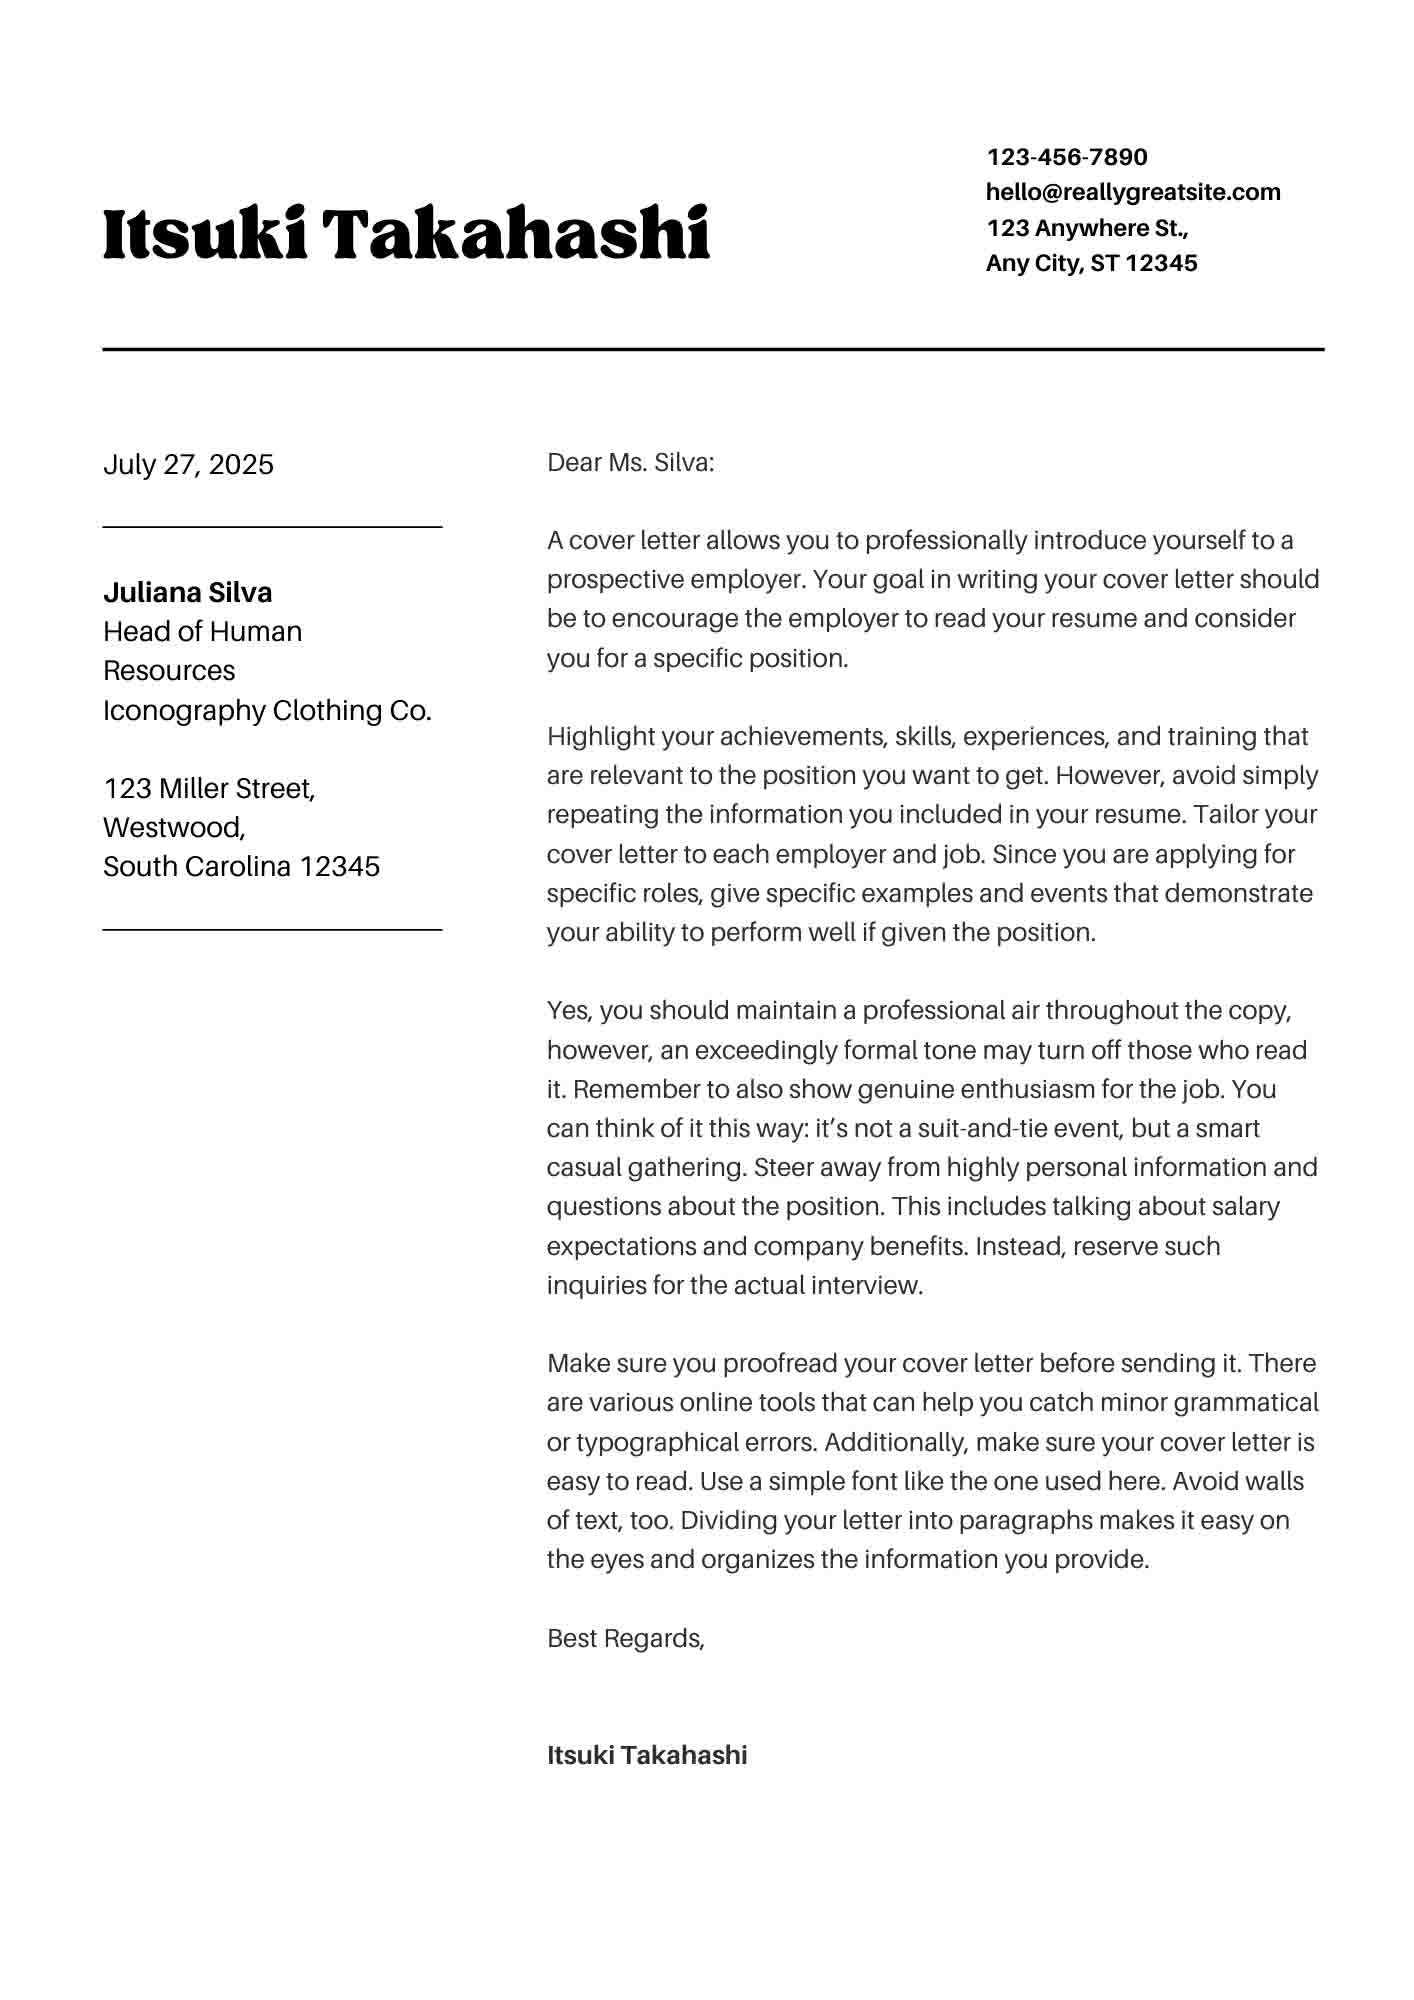 Itsuki Takahashi
123-456-7890
hello@reallygreatsite.com
123 Anywhere St.,
Any City, ST 12345
July 27, 2025
Juliana Silva
Head of Human
Resources
Iconography Clothing Co.
123 Miller Street,
Westwood,
South Carolina 12345
Dear Ms. Silva:
A cover letter allows you to professionally introduce yourself to a
prospective employer. Your goal in writing your cover letter should
be to encourage the employer to read your resume and consider
you for a specific position.
Highlight your achievements, skills, experiences, and training that
are relevant to the position you want to get. However, avoid simply
repeating the information you included in your resume. Tailor your
cover letter to each employer and job. Since you are applying for
specific roles, give specific examples and events that demonstrate
your ability to perform well if given the position.
Yes, you should maintain a professional air throughout the copy,
however, an exceedingly formal tone may turn off those who read
it. Remember to also show genuine enthusiasm for the job. You
can think of it this way: it’s not a suit-and-tie event, but a smart
casual gathering. Steer away from highly personal information and
questions about the position. This includes talking about salary
expectations and company benefits. Instead, reserve such
inquiries for the actual interview.
Make sure you proofread your cover letter before sending it. There
are various online tools that can help you catch minor grammatical
or typographical errors. Additionally, make sure your cover letter is
easy to read. Use a simple font like the one used here. Avoid walls
of text, too. Dividing your letter into paragraphs makes it easy on
the eyes and organizes the information you provide.
Best Regards,
Itsuki Takahashi